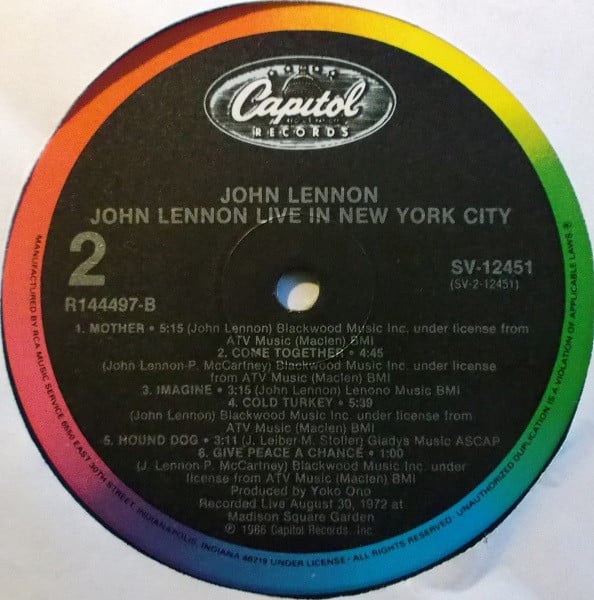 Capitol
RECORDS
JOHN LENNON
JOHN LENNON LIVE IN NEW YORK CITY
2
SV-12451
(SV-2-12451)
R144497-B
1. MOTHER • 5:15 (John Lennon) Blackwood Music Inc. under license from
ATV Music (Maclen) BMI
2. COME TOGETHER • 4:45
(John Lennon-P. McCartney) Blackwood Music Inc. under license
from ATV Music (Maclen) BMI
3. IMAGINE • 3:15 (John Lennon) Lenono Music BMI
4. COLD TURKEY • 5:39
(John Lennon) Blackwood Music Inc. under license from
ATV Music (Maclen) BMI
5. HOUND DOG • 3:11 (J. Leiber-M. Stoller) Gladys Music ASCAP
6. GIVE PEACE A CHANCE • 1:00
(J. Lennon-P. McCartney) Blackwood Music Inc. under
license from ATV Music (Maclen) BMI
Produced by Yoko Ono
Recorded Live August 30, 1972 at
Madison Square Garden
℗ 1986 Capitol Records, Inc.
MANUFACTURED BY RCA MUSIC SERVICE 6550 EAST 30TH STREET, INDIANAPOLIS, INDIANA 46219 UNDER LICENSE · ALL RIGHTS RESERVED · UNAUTHORIZED DUPLICATION IS A VIOLATION OF APPLICABLE LAWS ®